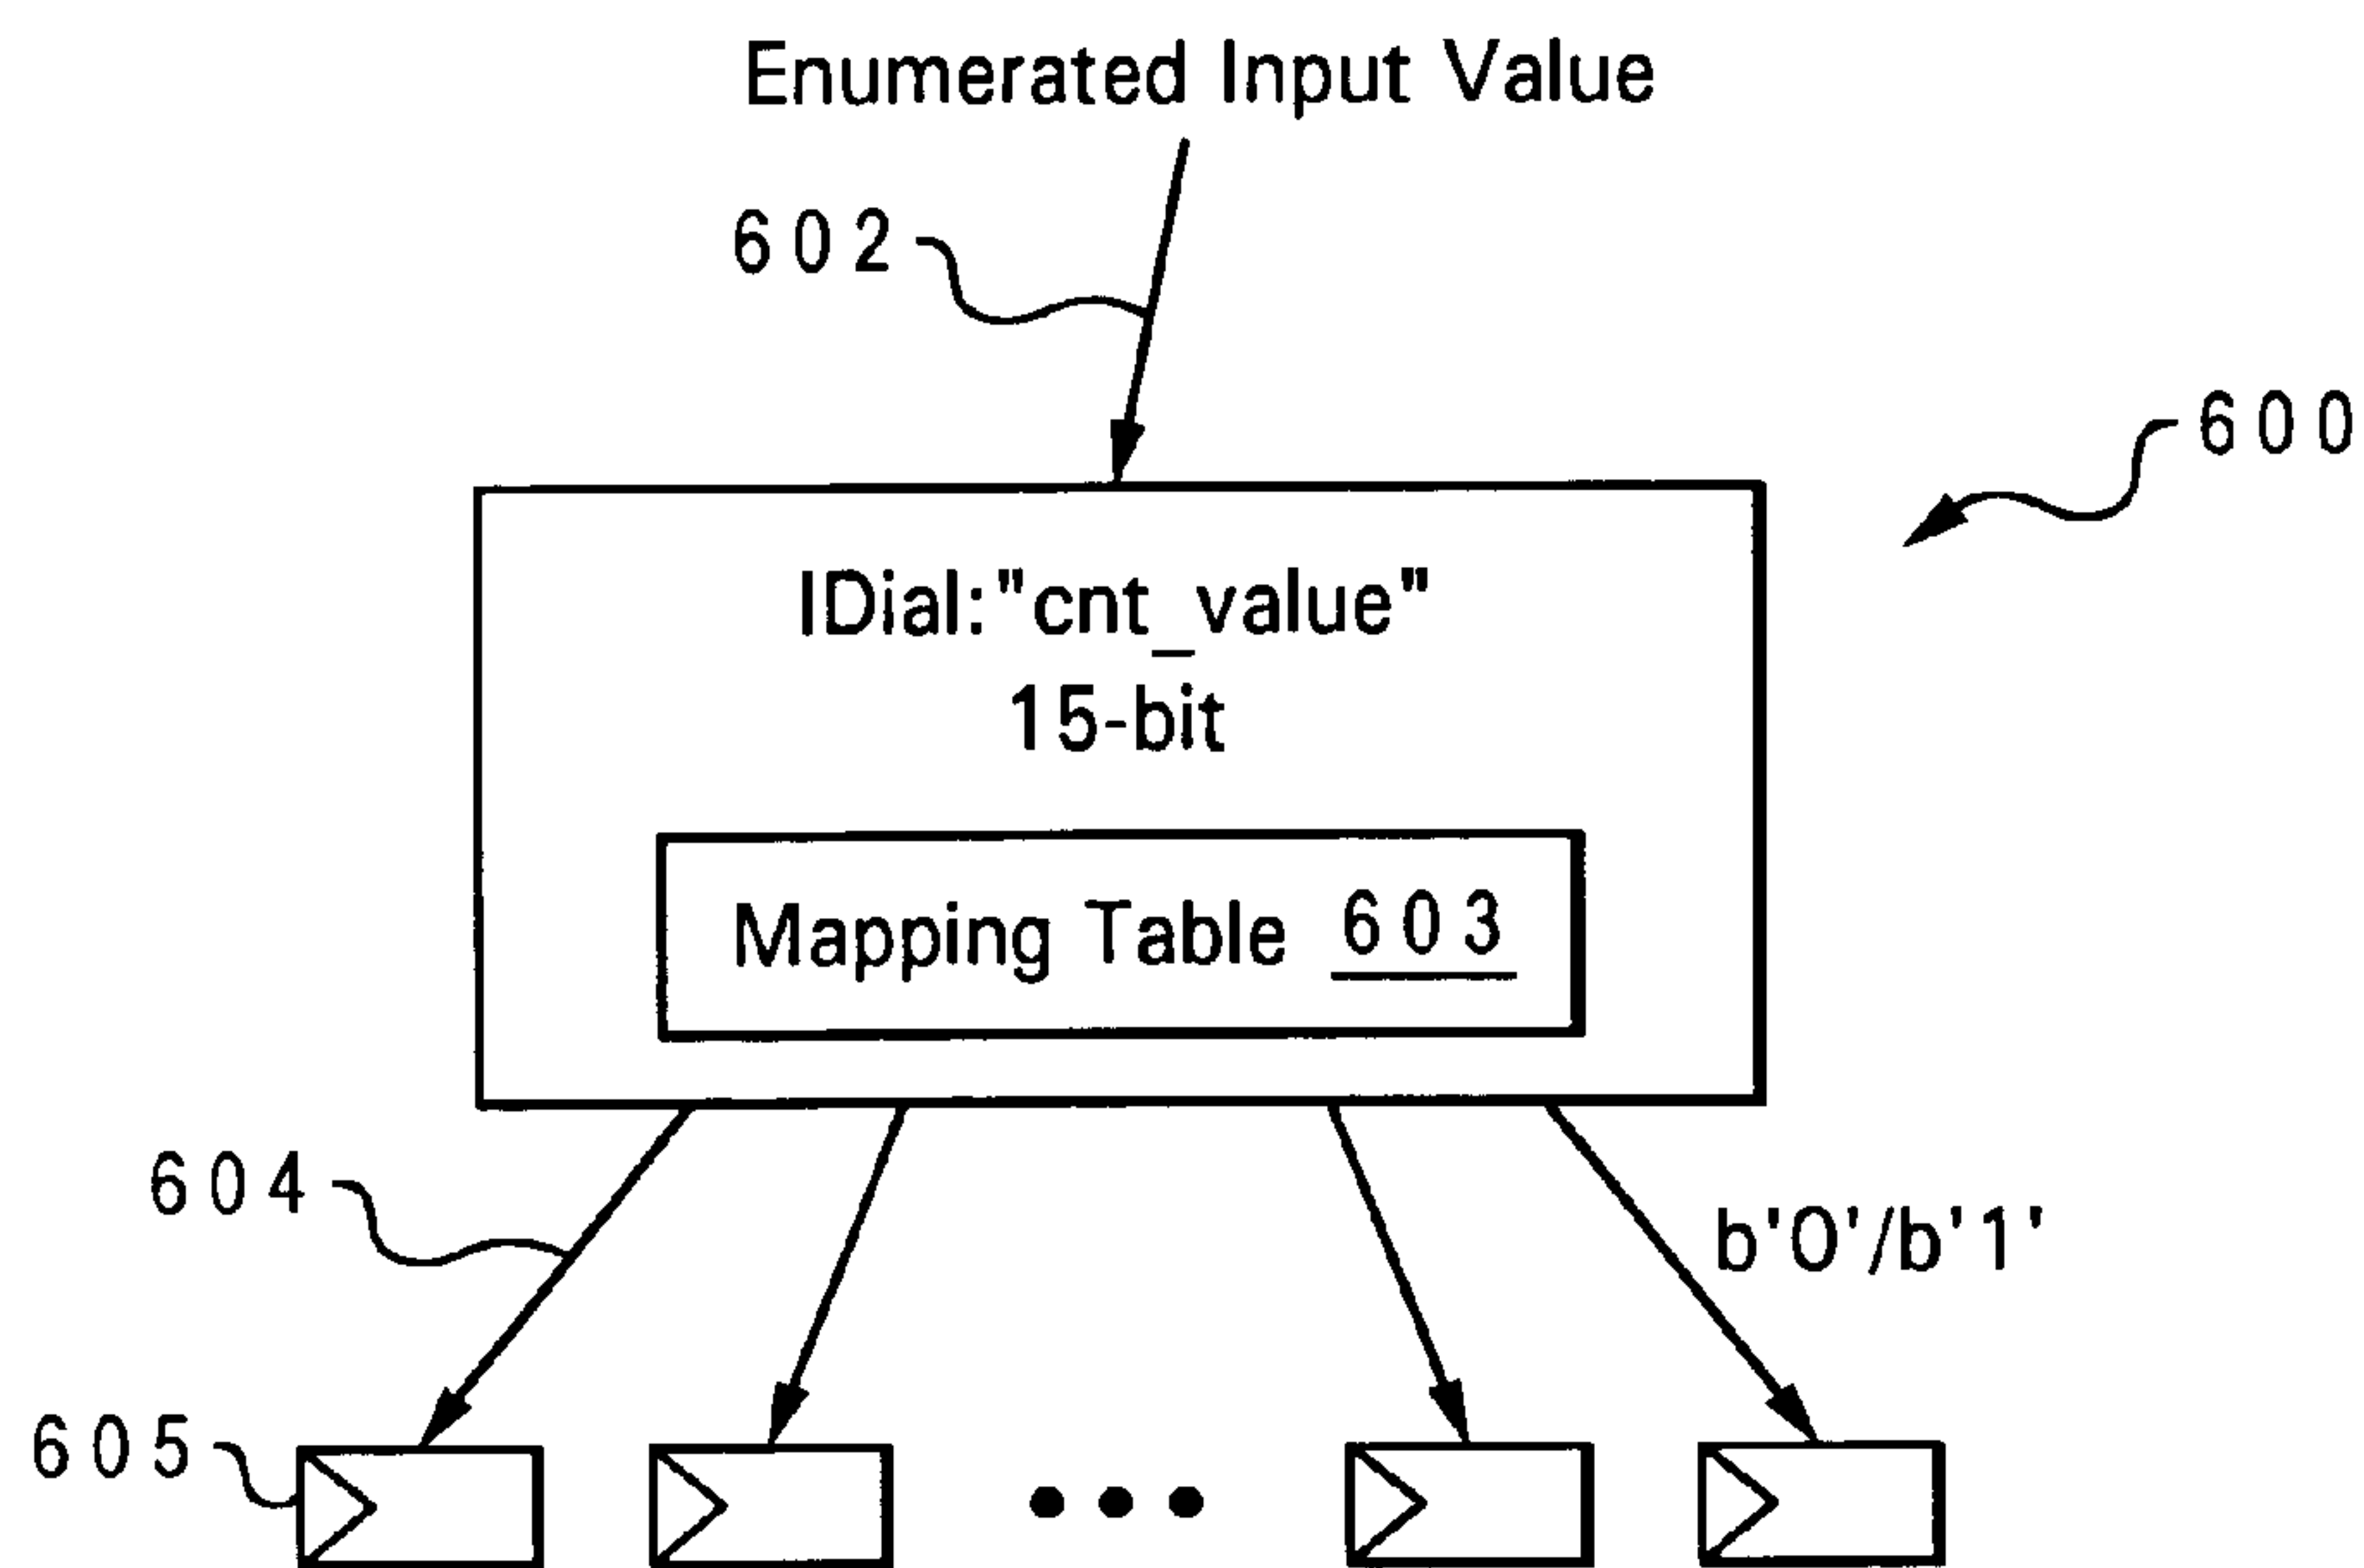 Enumerated Input Value
602
600
IDial:"cnt_value"
15-bit
Mapping Table 603
604
b'0'/b'1'
605